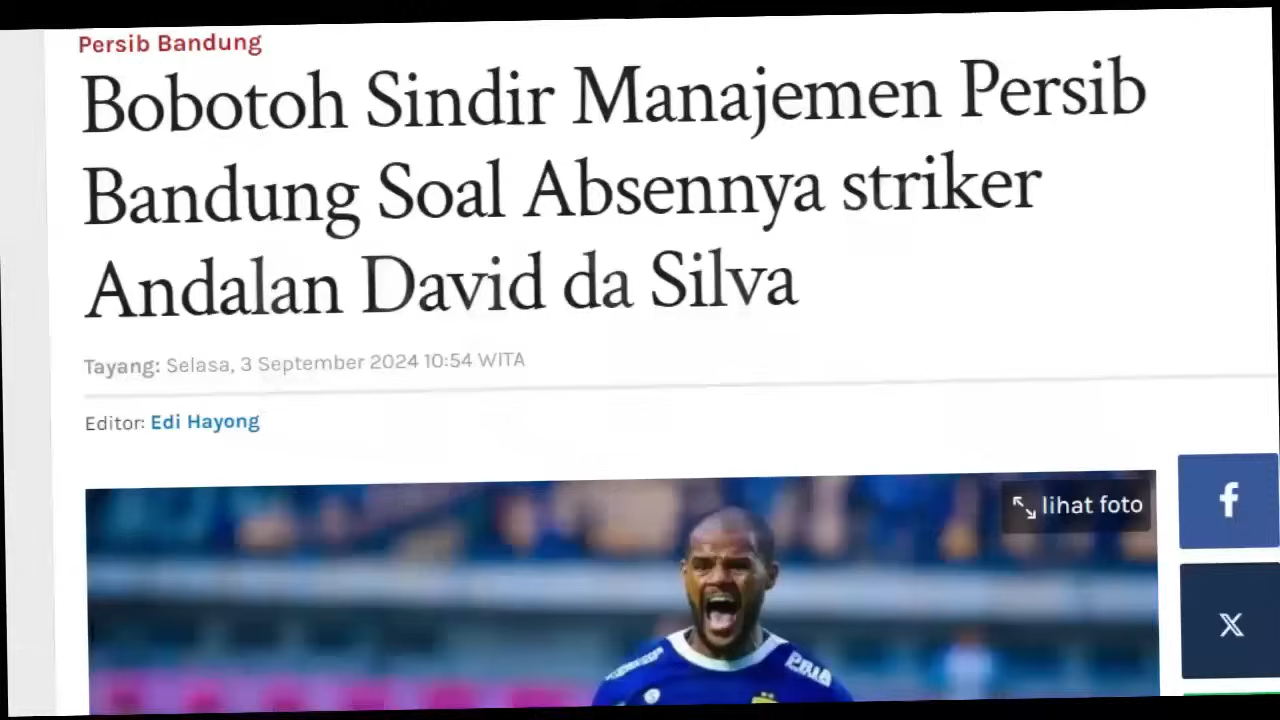 Persib Bandung
Bobotoh Sindir Manajemen Persib
Bandung Soal Absennya striker
Andalan David da Silva
Tayang: Selasa, 3 September 2024 10:54 WITA
Editor: Edi Hayong
lihat foto